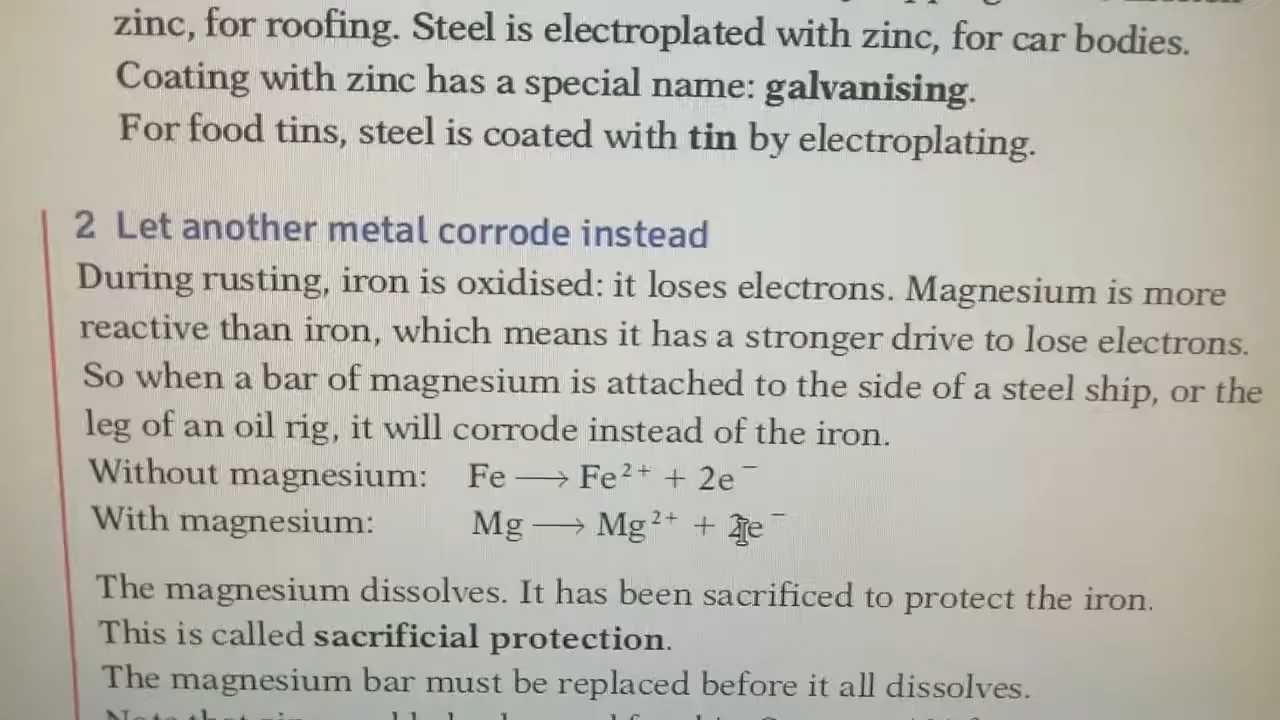 zinc, for roofing. Steel is electroplated with zinc, for car bodies.
Coating with zinc has a special name: galvanising.
For food tins, steel is coated with tin by electroplating.
2 Let another metal corrode instead
During rusting, iron is oxidised: it loses electrons. Magnesium is more
reactive than iron, which means it has a stronger drive to lose electrons.
So when a bar of magnesium is attached to the side of a steel ship, or the
leg of an oil rig, it will corrode instead of the iron.
Without magnesium: Fe ⟶ Fe²⁺ + 2e⁻
With magnesium: Mg ⟶ Mg²⁺ + 2e⁻
The magnesium dissolves. It has been sacrificed to protect the iron.
This is called sacrificial protection.
The magnesium bar must be replaced before it all dissolves.